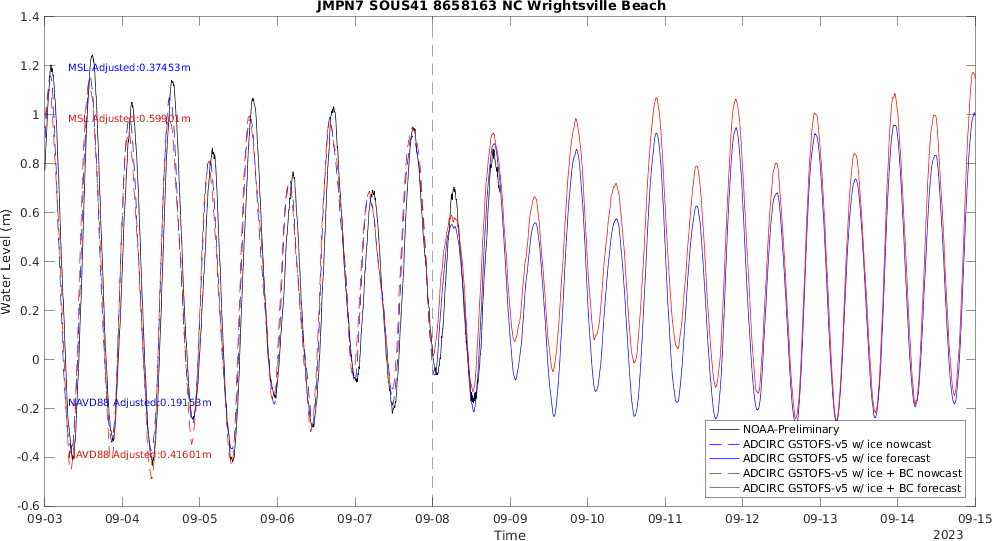 JMPN7 SOUS41 8658163 NC Wrightsville Beach
1.4
1.2
1
0.8
0.6
0.4
0.2
0
-0.2
-0.4
-0.6
Water Level (m)
MSL Adjusted:0.37453m
MSL Adjusted:0.59901m
NAVD88 Adjusted:0.19153m
NAVD88 Adjusted:0.41601m
NOAA-Preliminary
ADCIRC GSTOFS-v5 w/ ice nowcast
ADCIRC GSTOFS-v5 w/ ice forecast
ADCIRC GSTOFS-v5 w/ ice + BC nowcast
ADCIRC GSTOFS-v5 w/ ice + BC forecast
09-03 09-04 09-05 09-06 09-07 09-08 09-09 09-10 09-11 09-12 09-13 09-14 09-15
Time
2023